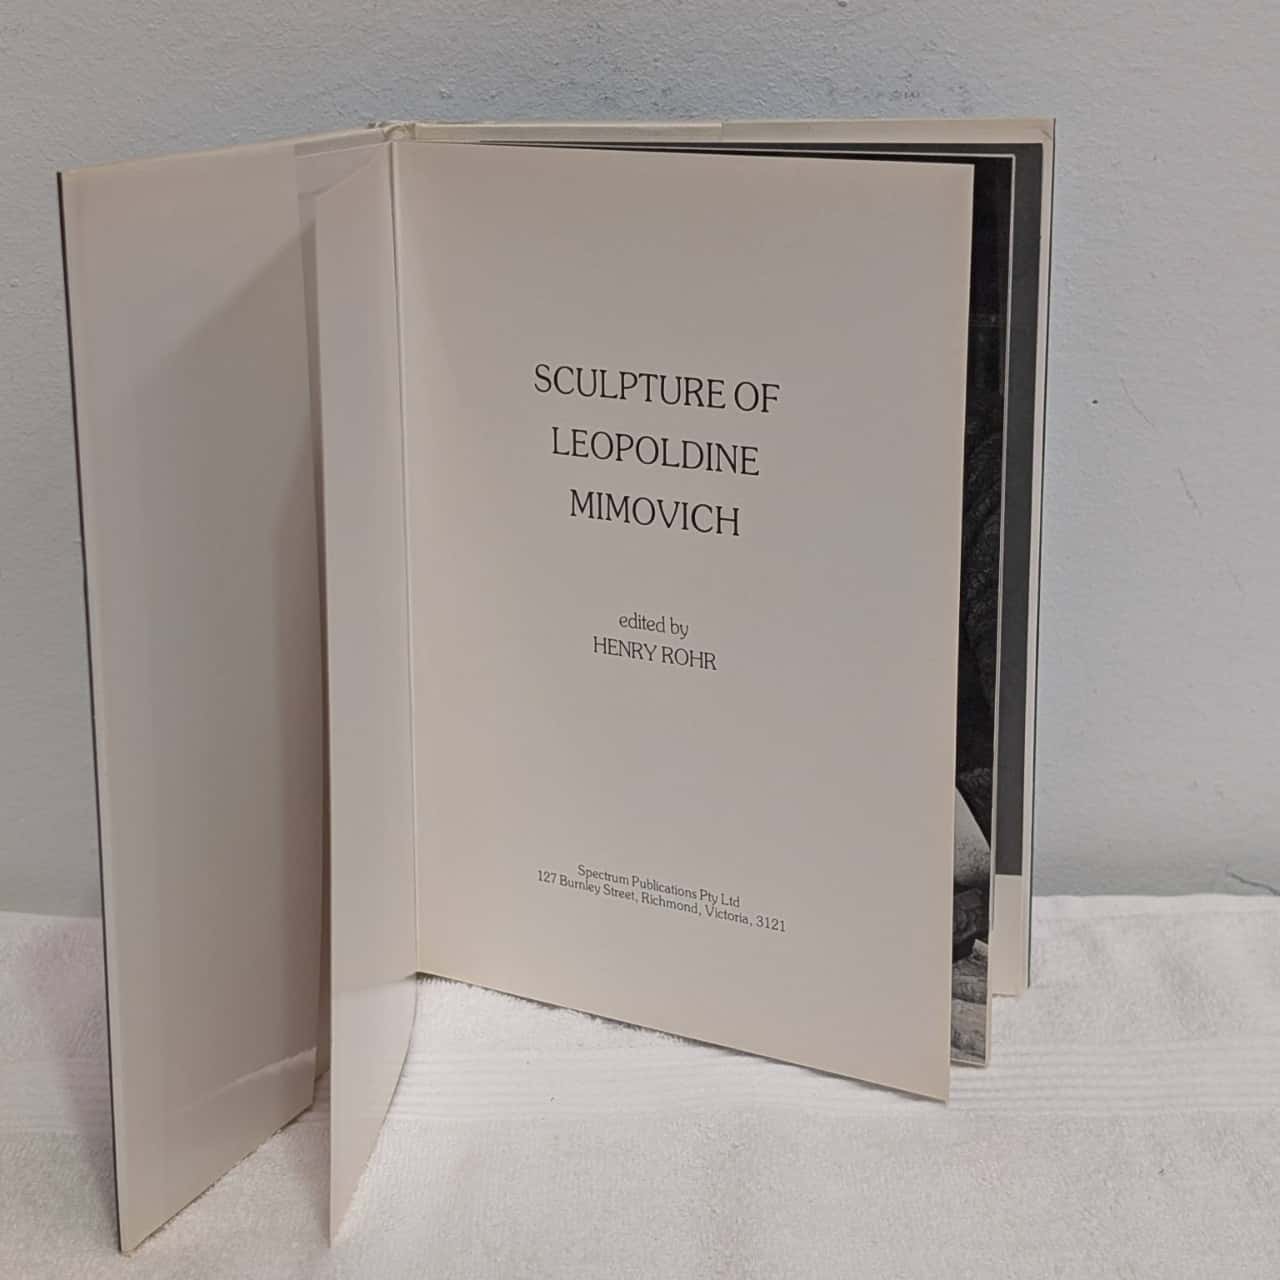 SCULPTURE OF
LEOPOLDINE
MIMOVICH
edited by
HENRY ROHR
Spectrum Publications Pty Ltd
127 Burnley Street, Richmond, Victoria, 3121